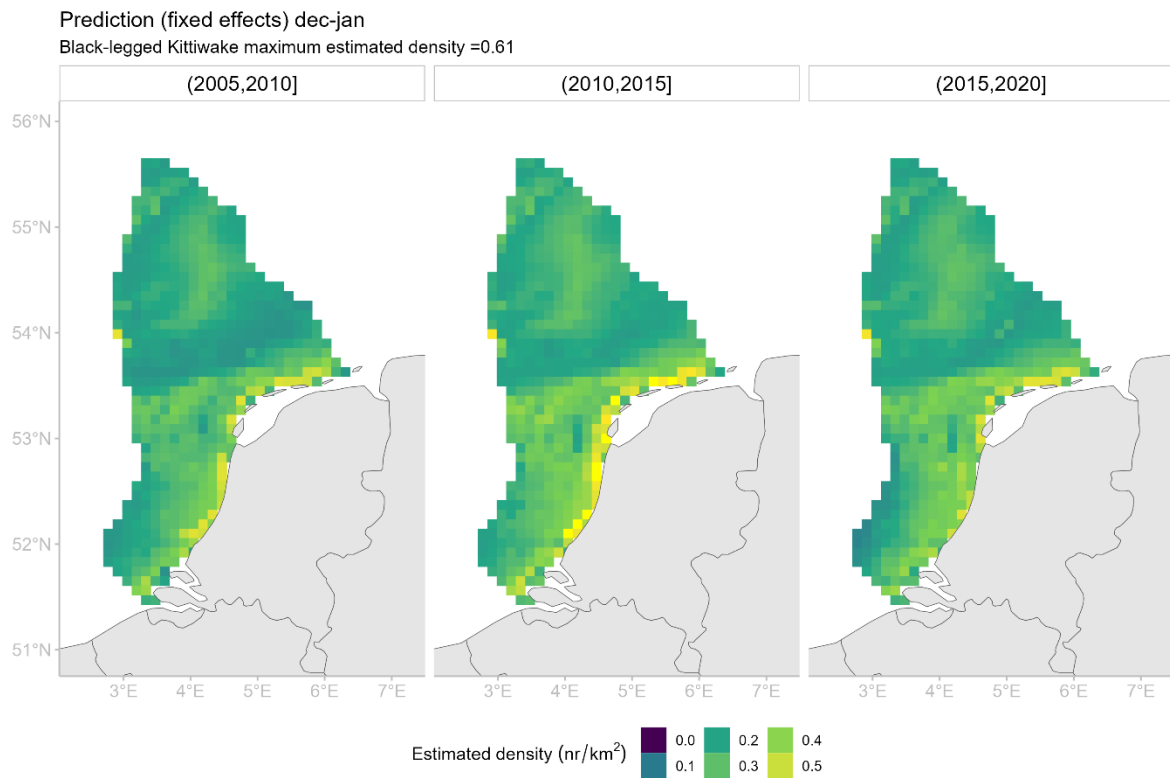 Prediction (fixed effects) dec-jan
Black-legged Kittiwake maximum estimated density =0.61
(2005,2010] (2010,2015] (2015,2020]
56°N
55°N
54°N
53°N
52°N
51°N
3°E 4°E 5°E 6°E 7°E 3°E 4°E 5°E 6°E 7°E 3°E 4°E 5°E 6°E 7°E
Estimated density (nr/km²)
0.0 0.2 0.4
0.1 0.3 0.5